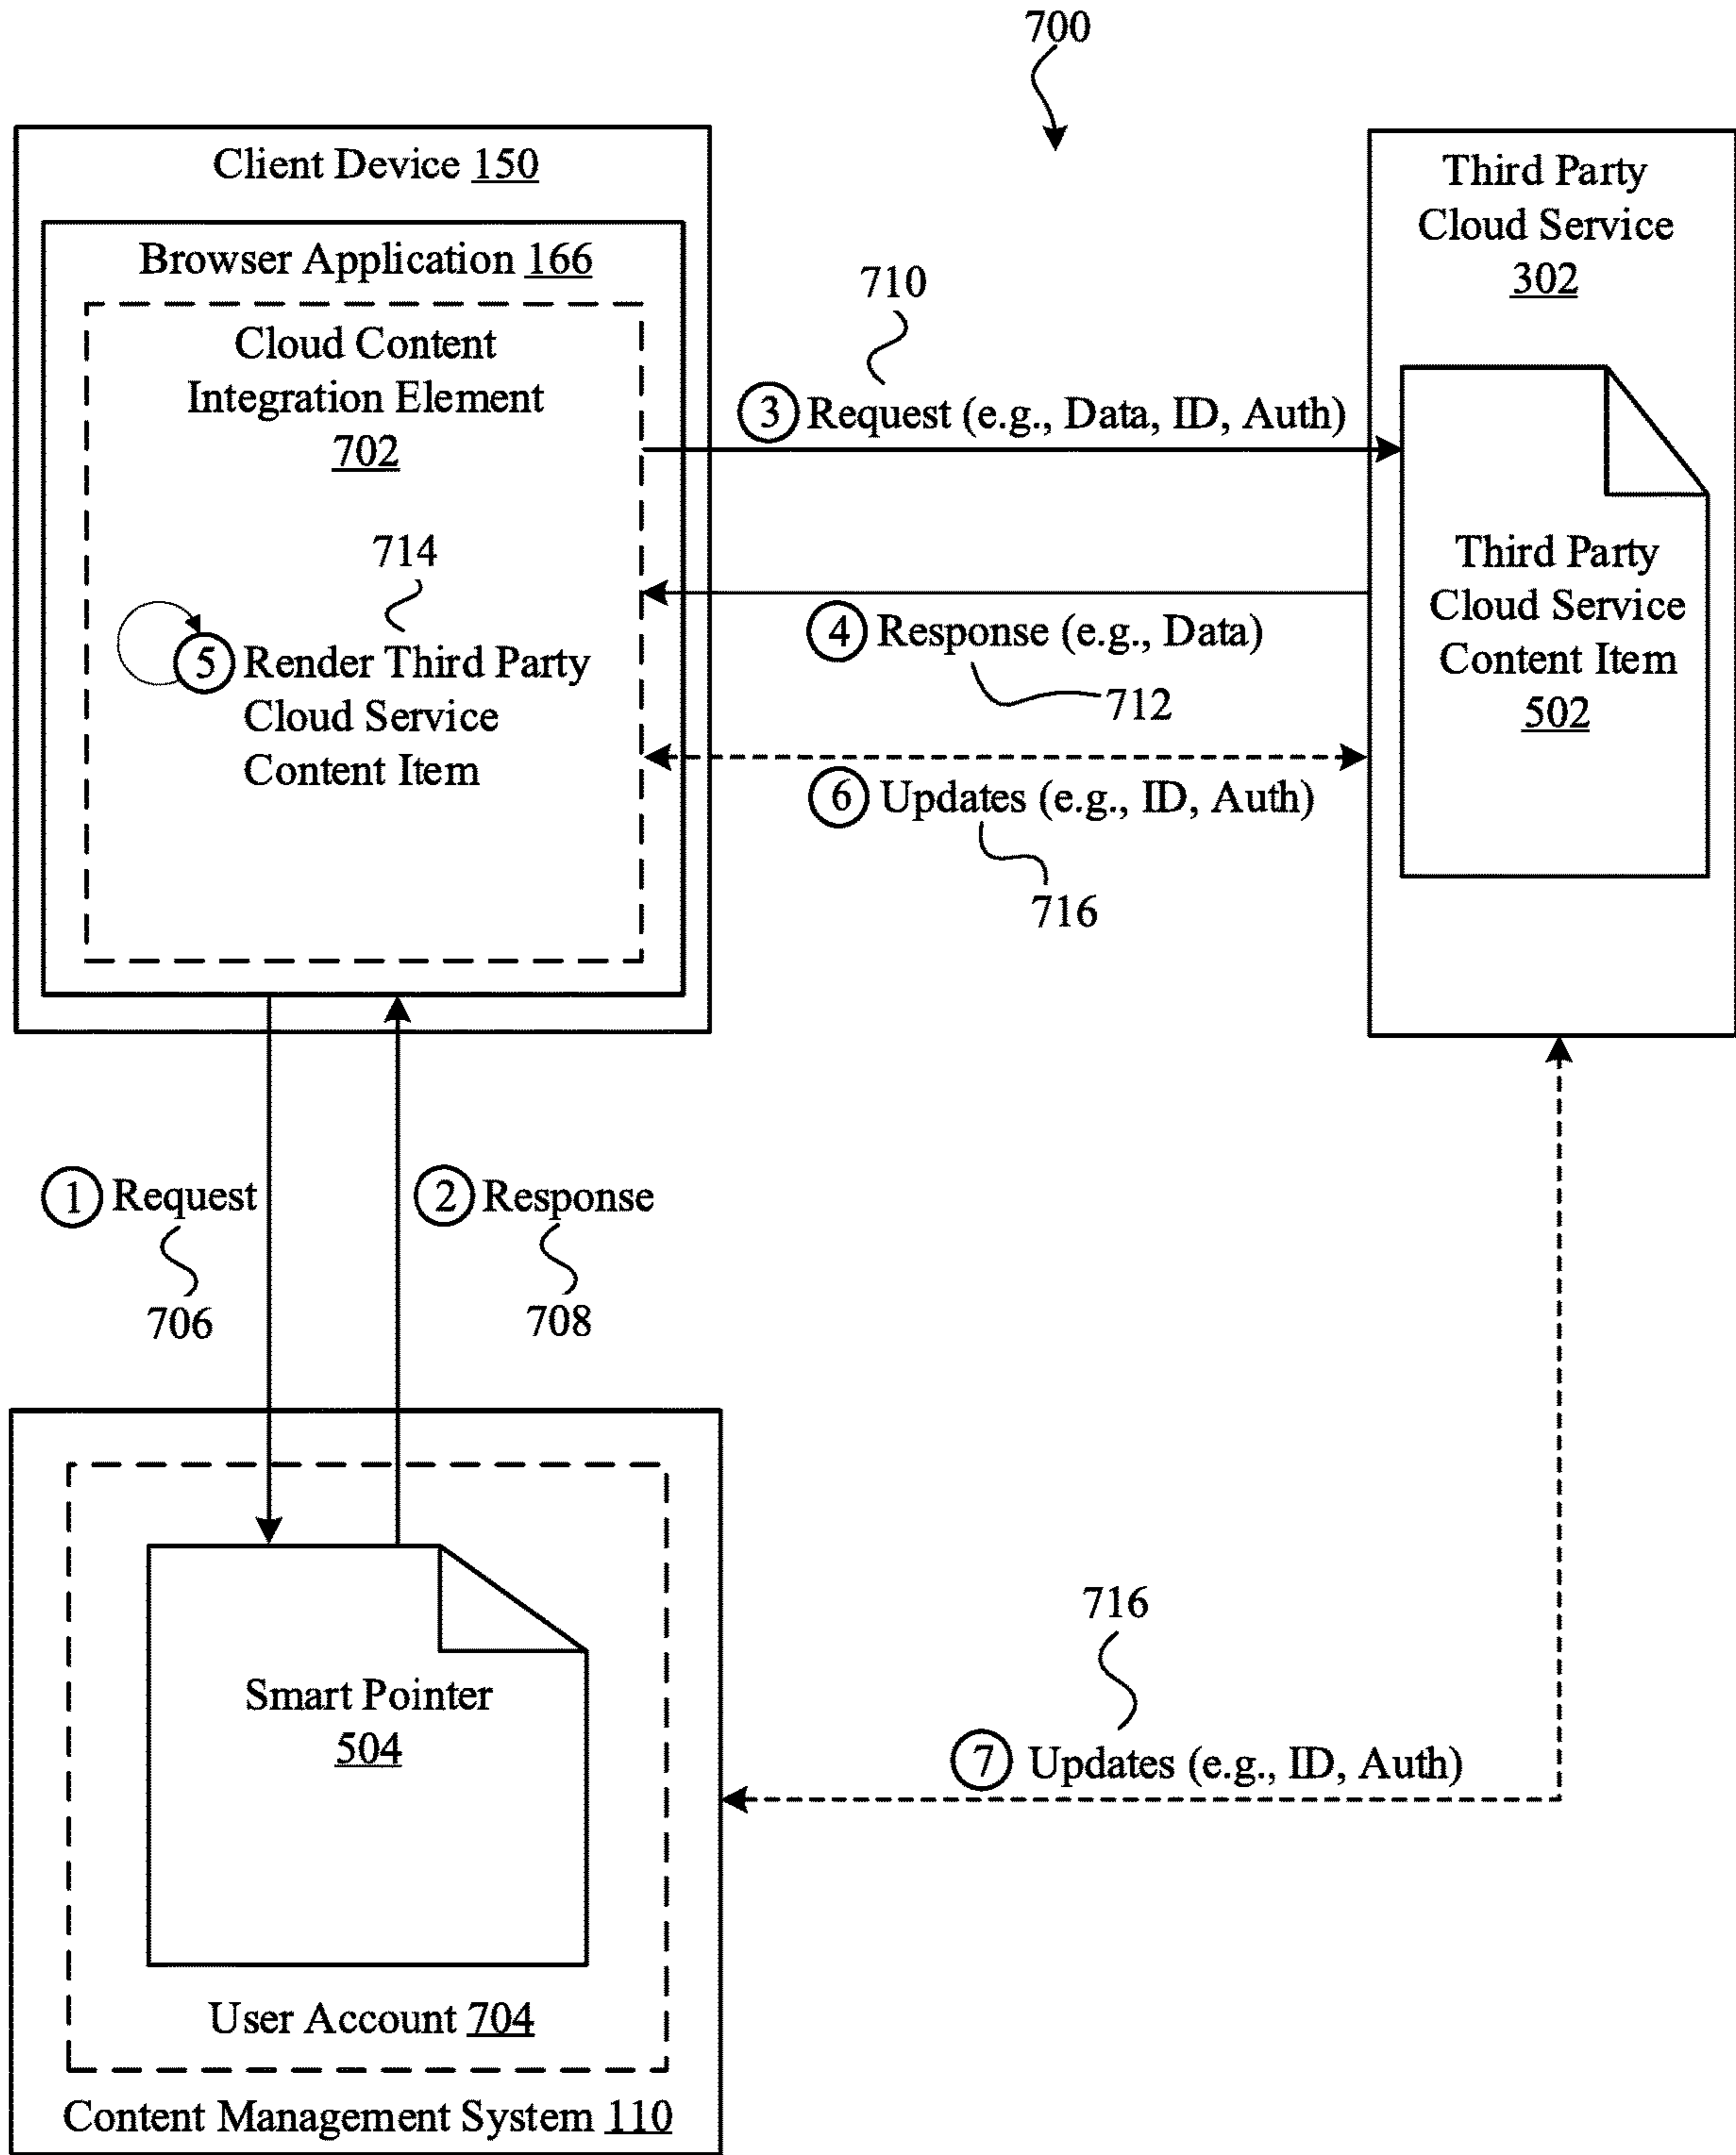 700
Client Device 150
Browser Application 166
Cloud Content
Integration Element
702
714
⑤ Render Third Party
Cloud Service
Content Item
710
③ Request (e.g., Data, ID, Auth)
④ Response (e.g., Data)
712
⑥ Updates (e.g., ID, Auth)
716
Third Party
Cloud Service
302
Third Party
Cloud Service
Content Item
502
① Request
706
② Response
708
Smart Pointer
504
User Account 704
Content Management System 110
716
⑦ Updates (e.g., ID, Auth)